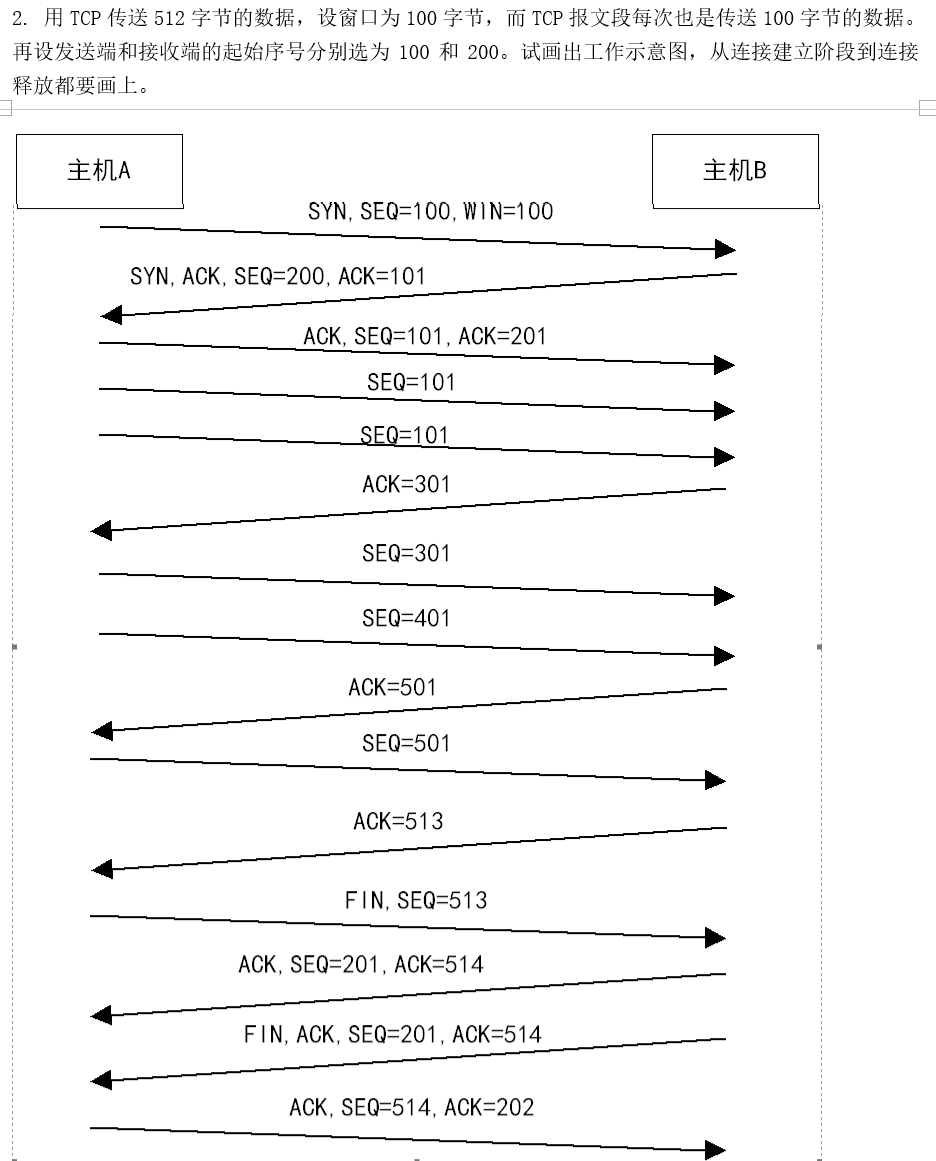 2. 用 TCP 传送 512 字节的数据，设窗口为 100 字节，而 TCP 报文段每次也是传送 100 字节的数据。
再设发送端和接收端的起始序号分别选为 100 和 200。试画出工作示意图，从连接建立阶段到连接
释放都要画上。
主机A
主机B
SYN,SEQ=100,WIN=100
SYN,ACK,SEQ=200,ACK=101
ACK,SEQ=101,ACK=201
SEQ=101
SEQ=101
ACK=301
SEQ=301
SEQ=401
ACK=501
SEQ=501
ACK=513
FIN,SEQ=513
ACK,SEQ=201,ACK=514
FIN,ACK,SEQ=201,ACK=514
ACK,SEQ=514,ACK=202